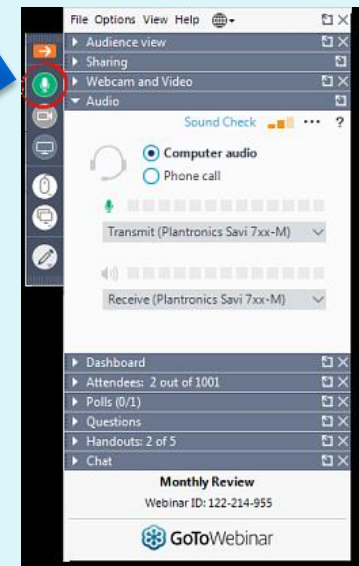 File Options View Help
Audience view
Sharing
Webcam and Video
Audio
Sound Check ?
Computer audio
Phone call
Transmit (Plantronics Savi 7xx-M)
Receive (Plantronics Savi 7xx-M)
Dashboard
Attendees: 2 out of 1001
Polls (0/1)
Questions
Handouts: 2 of 5
Chat
Monthly Review
Webinar ID: 122-214-955
GoToWebinar